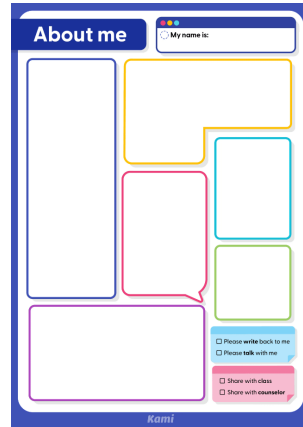 About me
My name is:
Please write back to me
Please talk with me
Share with class
Share with counselor
Kami